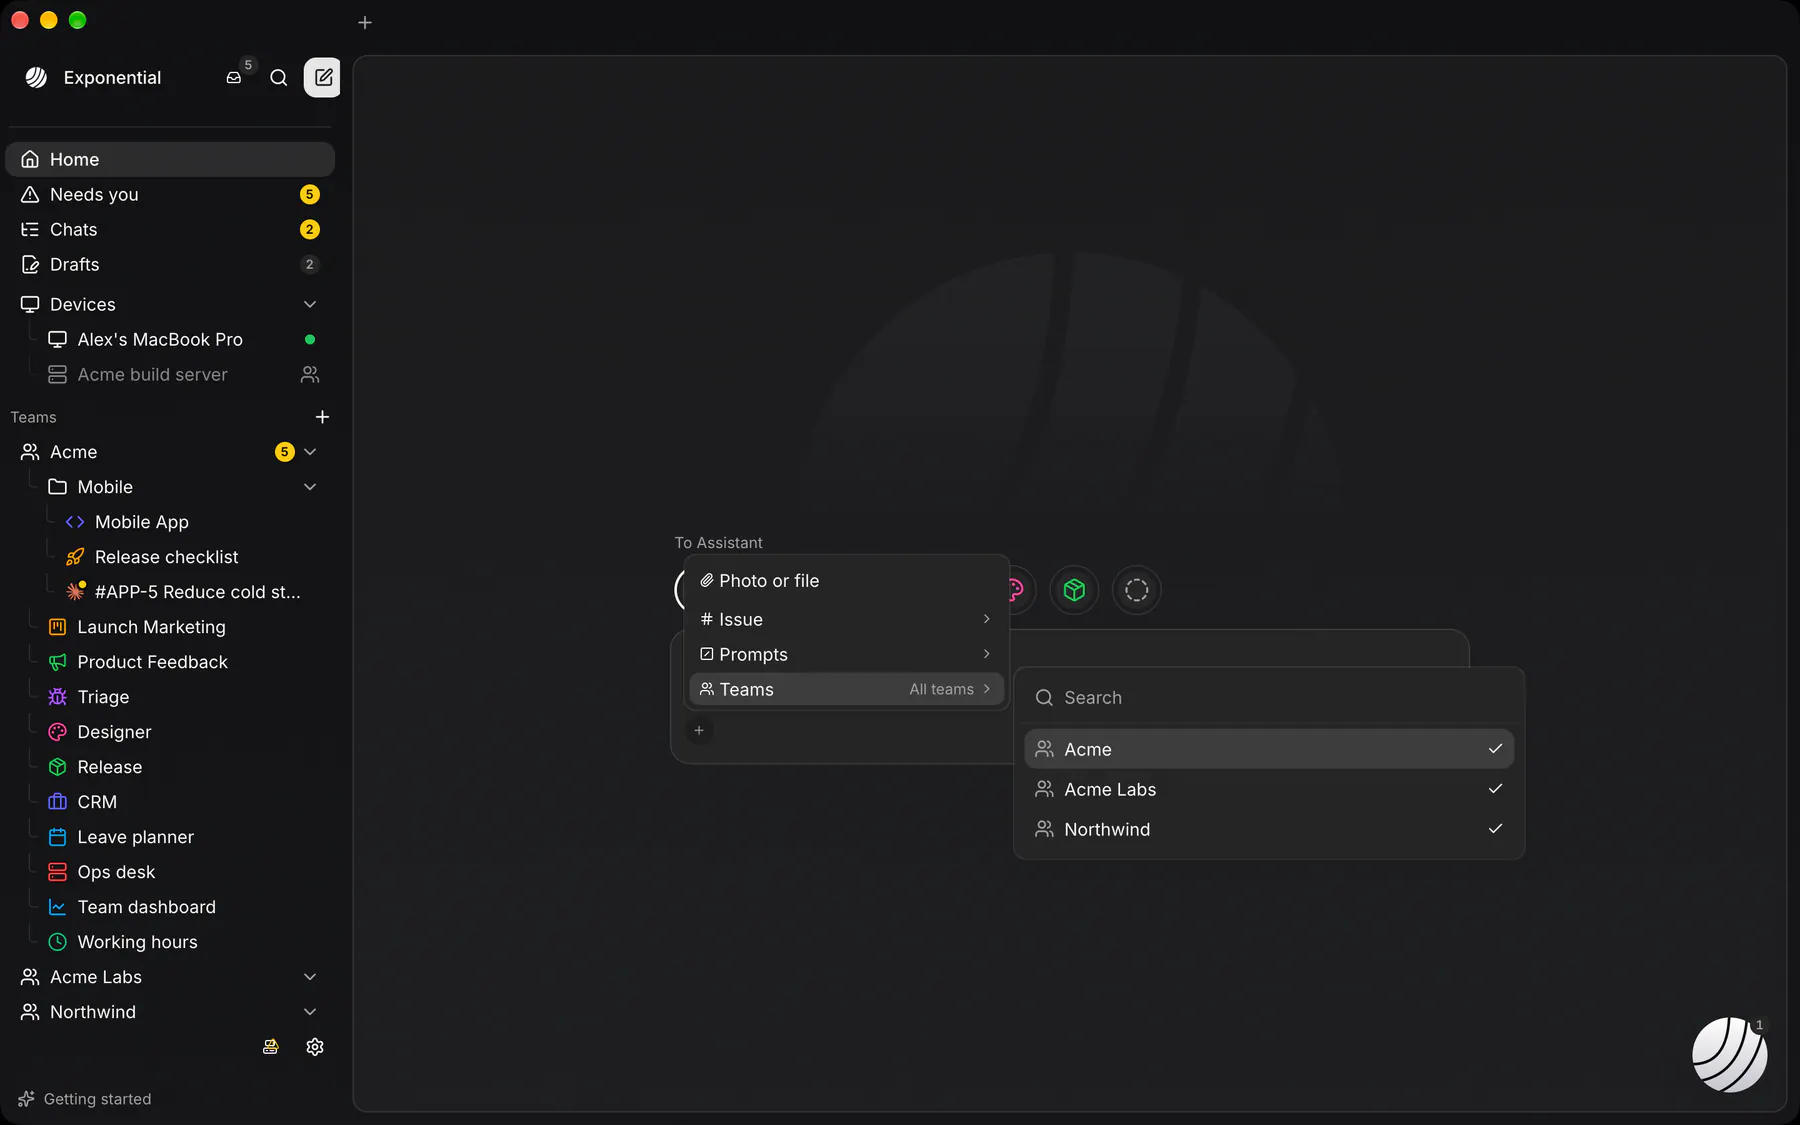 Exponential
5
Home
Needs you
5
Chats
2
Drafts
2
Devices
Alex's MacBook Pro
Acme build server
Teams
Acme
5
Mobile
Mobile App
Release checklist
#APP-5 Reduce cold st...
Launch Marketing
Product Feedback
Triage
Designer
Release
CRM
Leave planner
Ops desk
Team dashboard
Working hours
Acme Labs
Northwind
Getting started
To Assistant
Photo or file
Issue
Prompts
Teams All teams
Search
Acme
Acme Labs
Northwind
1